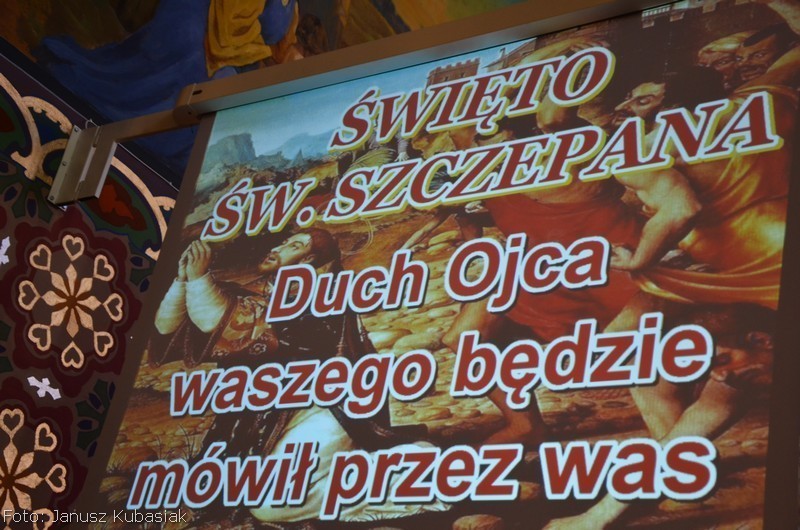 ŚWIĘTO
ŚW. SZCZEPANA
Duch Ojca
waszego będzie
mówił przez was
Foto: Janusz Kubasiak